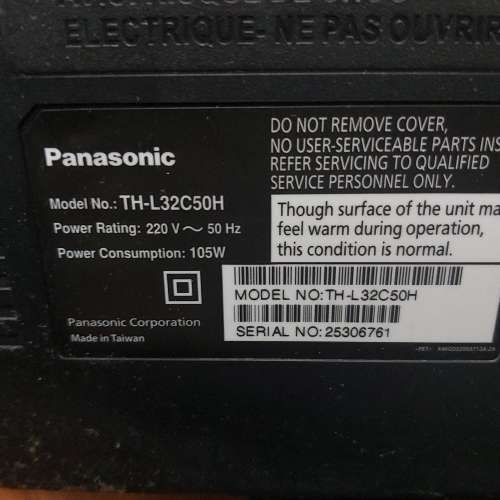 ELECTRIQUE- NE PAS OUVRIR
Panasonic
Model No.: TH-L32C50H
Power Rating: 220 V ～ 50 Hz
Power Consumption: 105W
Panasonic Corporation
Made in Taiwan
DO NOT REMOVE COVER,
NO USER-SERVICEABLE PARTS INS
REFER SERVICING TO QUALIFIED
SERVICE PERSONNEL ONLY.
Though surface of the unit ma
feel warm during operation,
this condition is normal.
MODEL NO:TH-L32C50H
SERIAL NO: 25306761